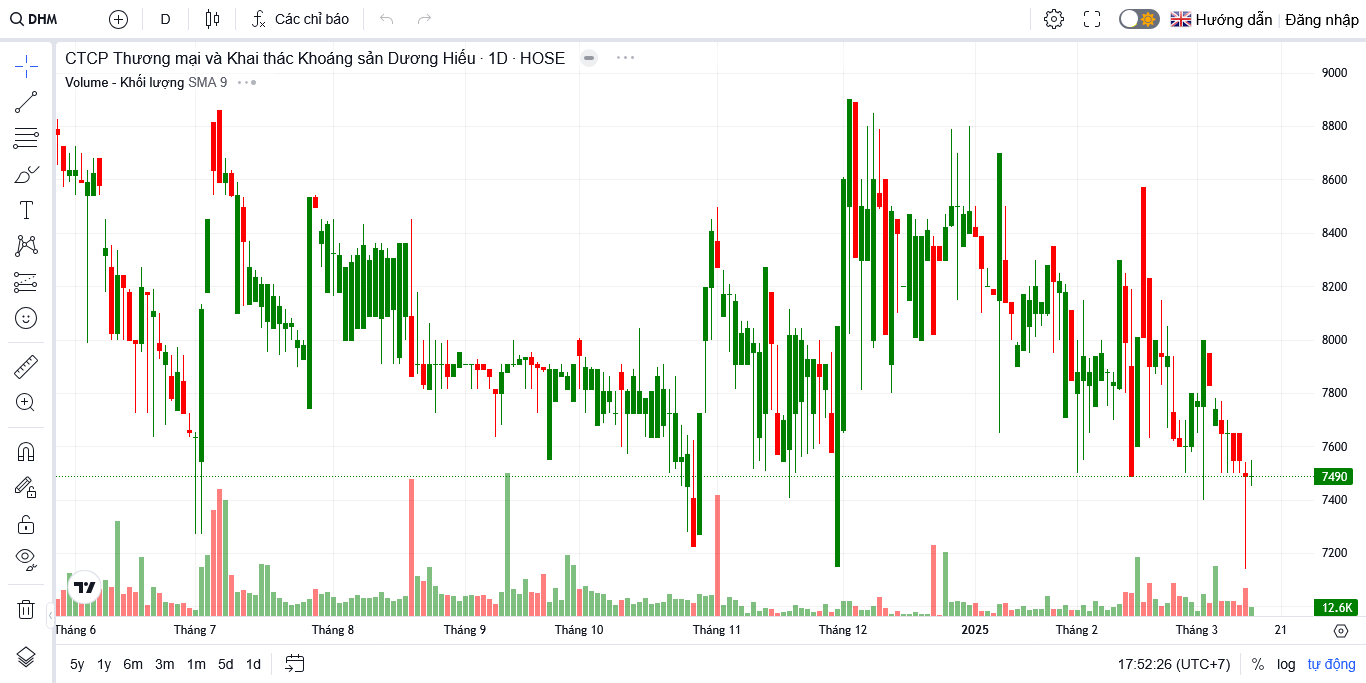 DHM D Các chỉ báo Hướng dẫn Đăng nhập
CTCP Thương mại và Khai thác Khoáng sản Dương Hiếu · 1D · HOSE
Volume - Khối lượng SMA 9
9000
8800
8600
8400
8200
8000
7800
7600
7490
7400
7200
12.6K
Tháng 6 Tháng 7 Tháng 8 Tháng 9 Tháng 10 Tháng 11 Tháng 12 2025 Tháng 2 Tháng 3 21
5y 1y 6m 3m 1m 5d 1d 17:52:26 (UTC+7) % log tự động